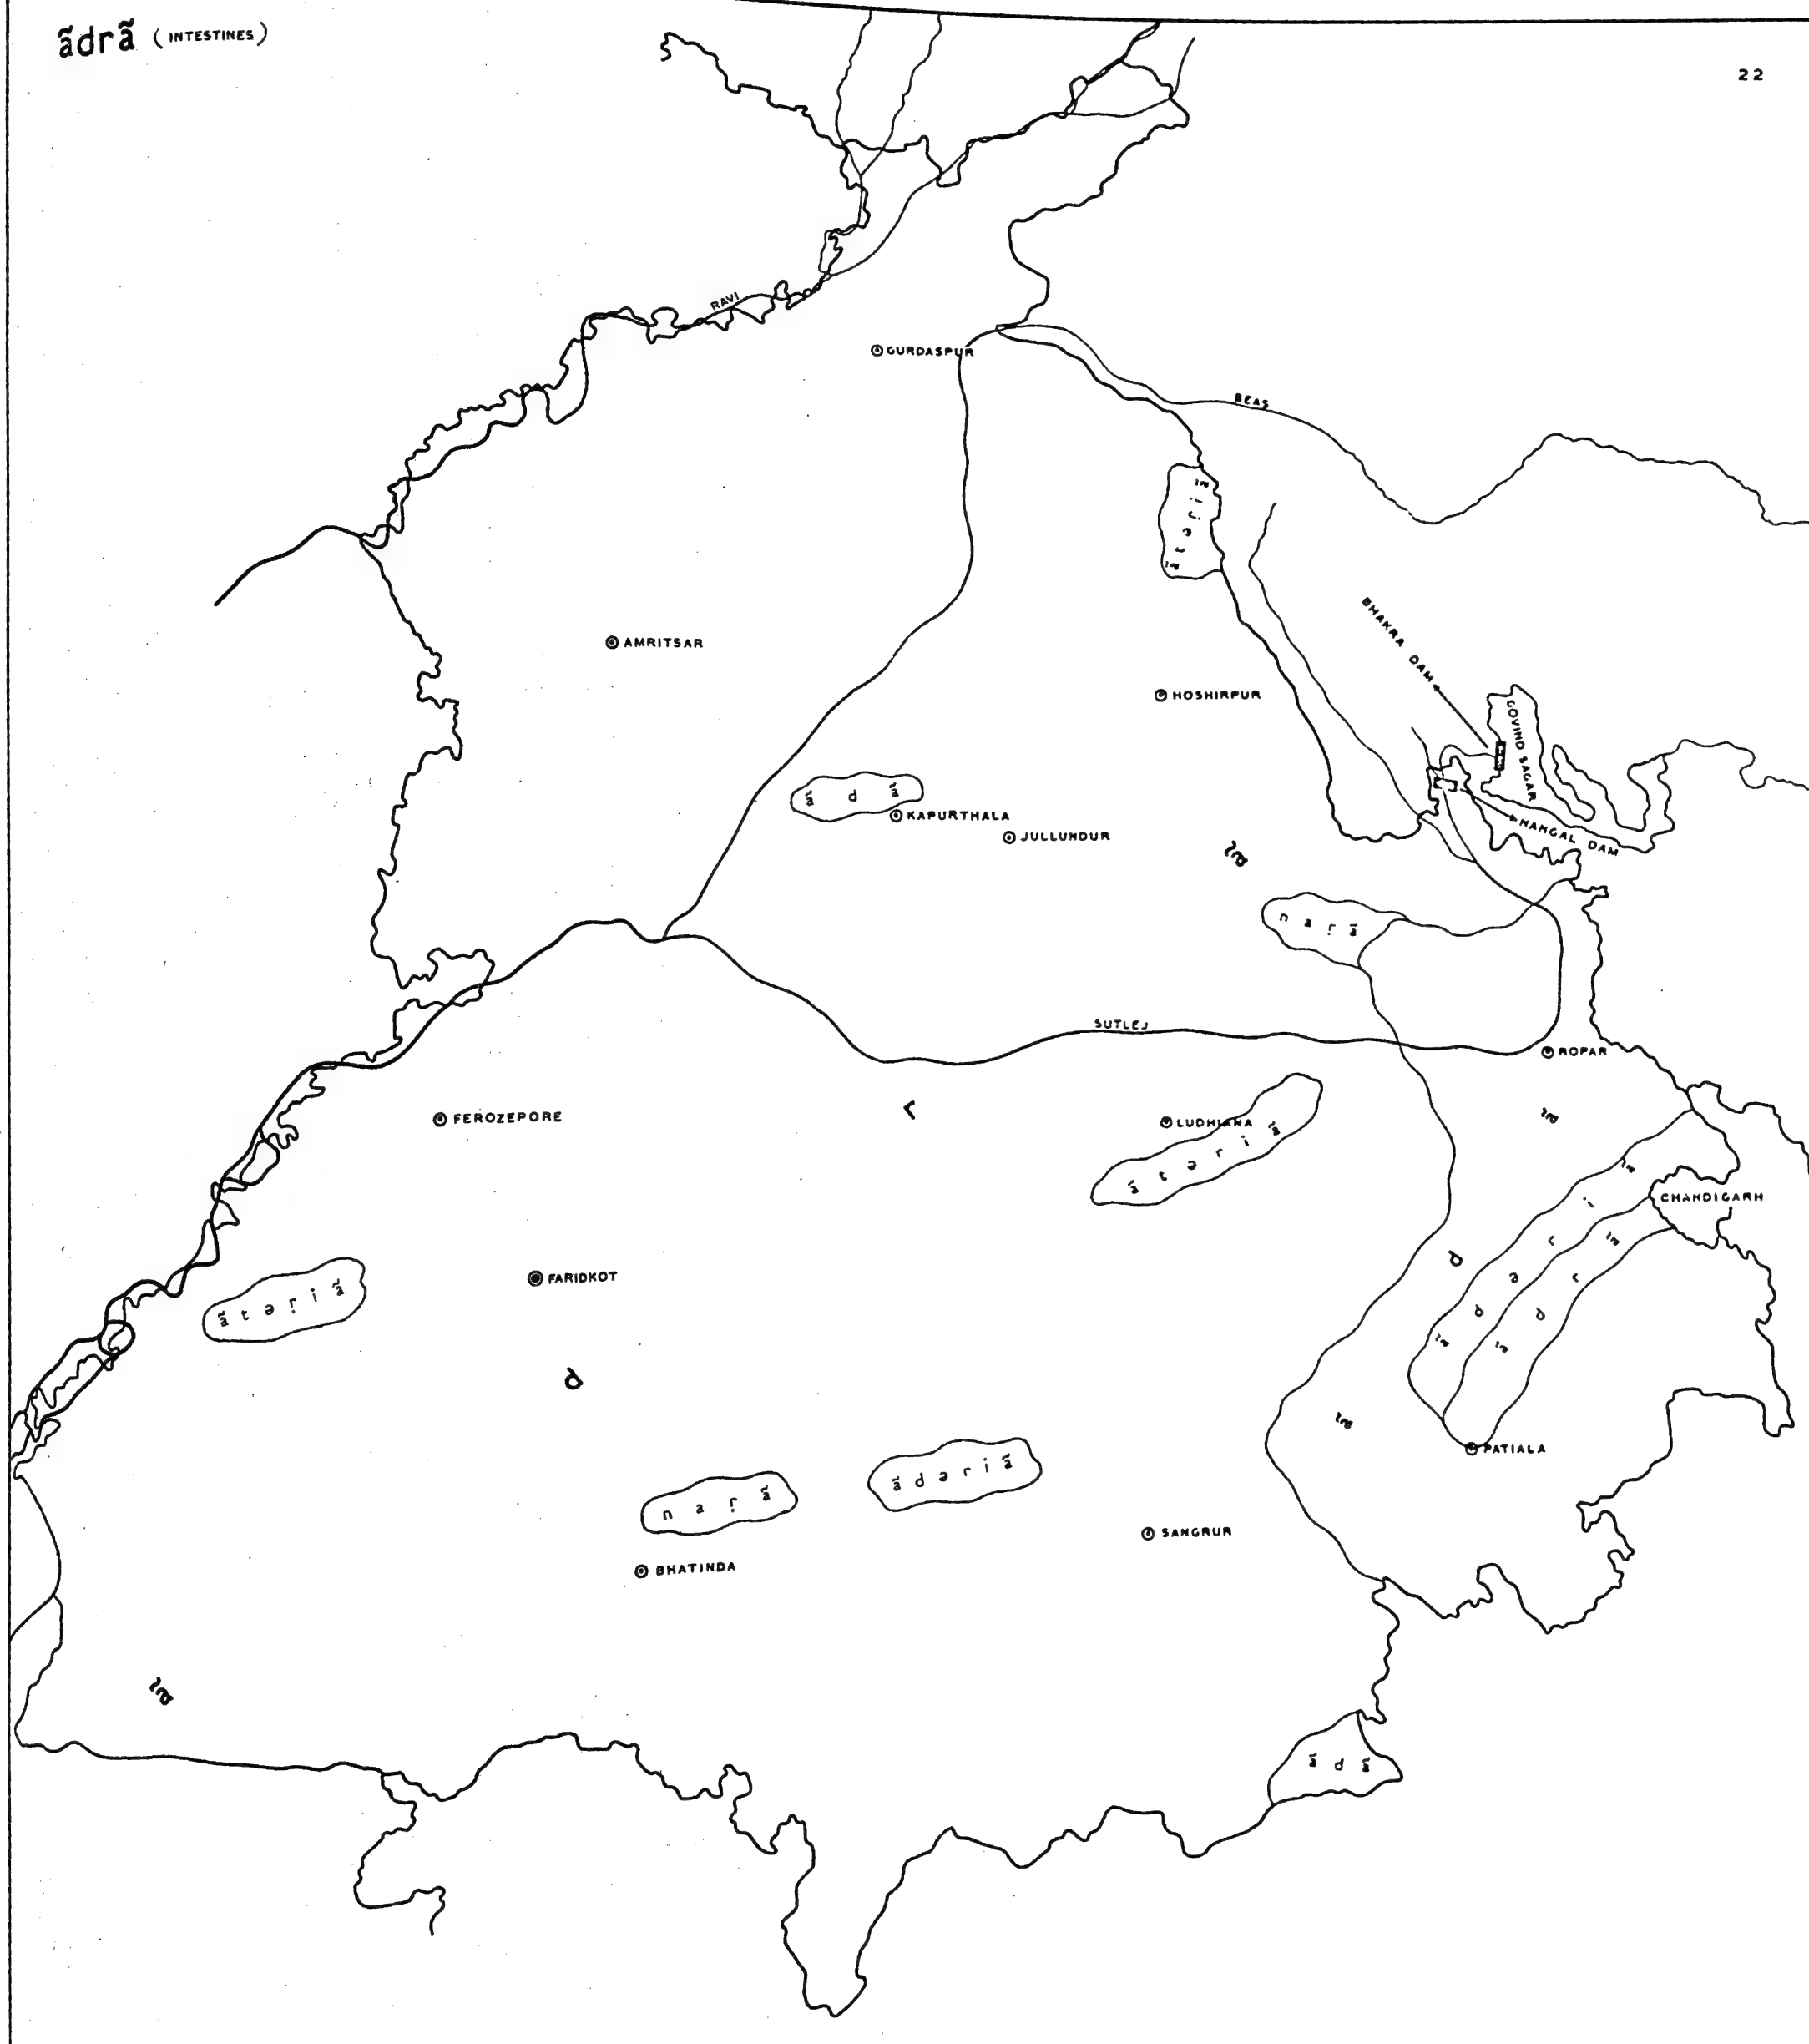 ãdrã (INTESTINES)
22
RAVI
GURDASPUR
BEAS
ã t ə ṛ i ã
AMRITSAR
BHAKRA DAM
HOSHIRPUR
GOVIND SAGAR
ã d ã
KAPURTHALA
JULLUNDUR
NANGAL DAM
ã
n a ṛ ã
SUTLEJ
ROPAR
FEROZEPORE
r
LUDHIANA
ã
ã t ə r i ã
CHANDIGARH
ã d ə r i ã
ã d r ã
d
FARIDKOT
ã t ə ṛ i ã
d
ã
PATIALA
ã d ə r i ã
n a ṛ ã
SANGRUR
BHATINDA
ã
ã d ã